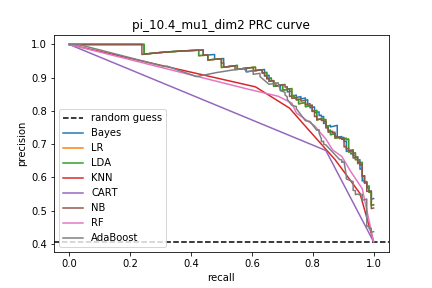 pi_10.4_mu1_dim2 PRC curve
precision
1.0
0.9
0.8
0.7
0.6
0.5
0.4
random guess
Bayes
LR
LDA
KNN
CART
NB
RF
AdaBoost
0.0 0.2 0.4 0.6 0.8 1.0
recall